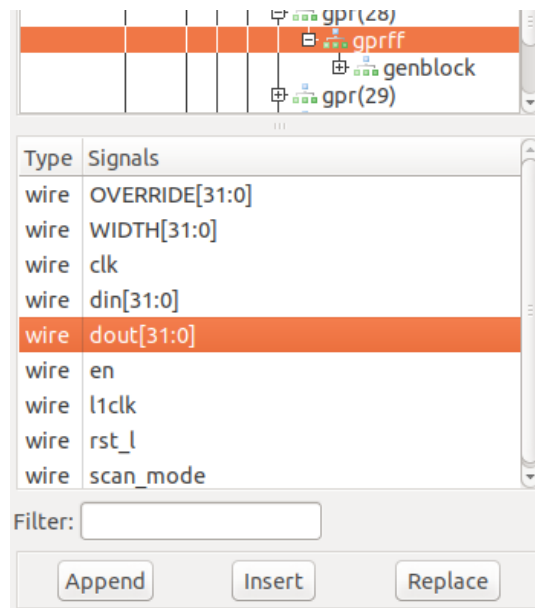 gpr(28)
gprff
genblock
gpr(29)
Type Signals
wire OVERRIDE[31:0]
wire WIDTH[31:0]
wire clk
wire din[31:0]
wire dout[31:0]
wire en
wire l1clk
wire rst_l
wire scan_mode
Filter:
Append Insert Replace